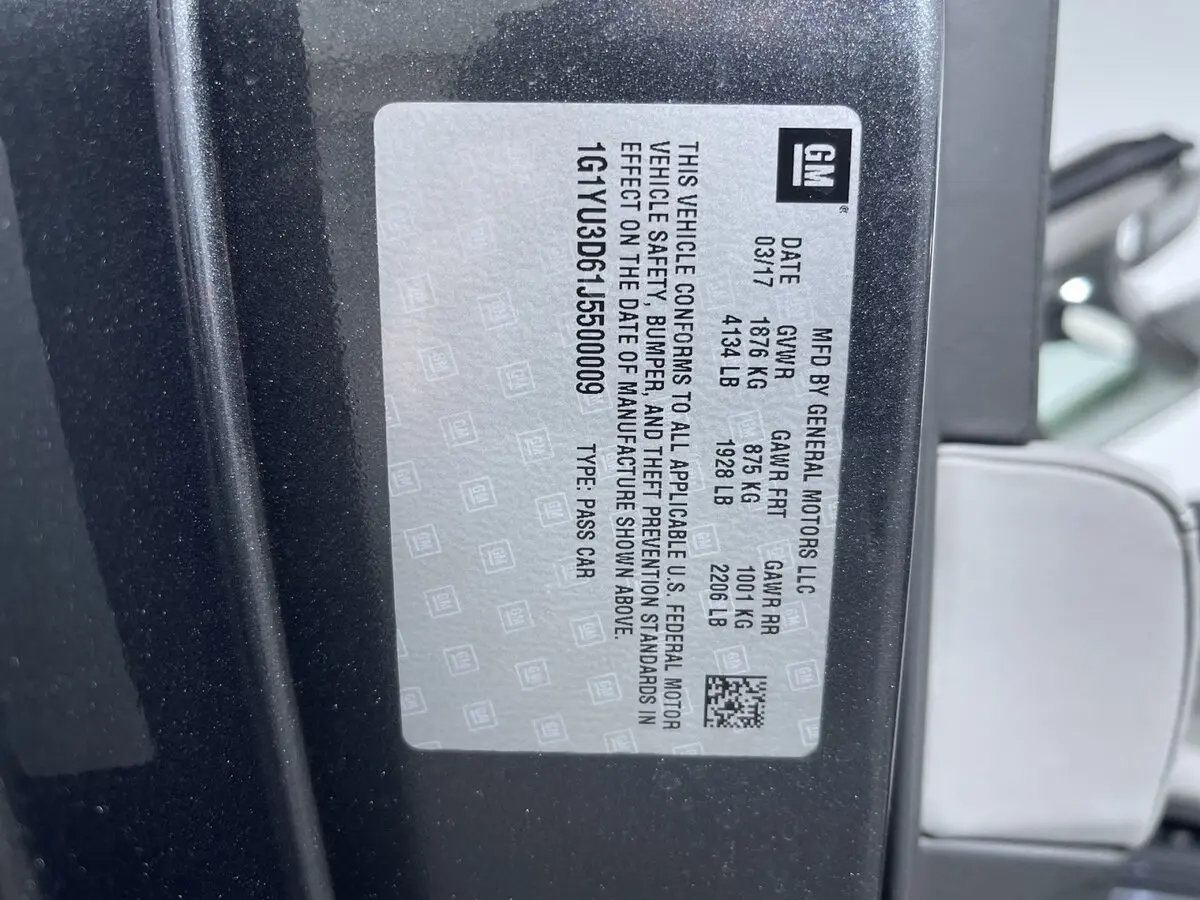 GM®
MFD BY GENERAL MOTORS LLC
DATE GVWR GAWR FRT GAWR RR
03/17 1876 KG 875 KG 1001 KG
4134 LB 1928 LB 2206 LB
THIS VEHICLE CONFORMS TO ALL APPLICABLE U.S. FEDERAL MOTOR
VEHICLE SAFETY, BUMPER, AND THEFT PREVENTION STANDARDS IN
EFFECT ON THE DATE OF MANUFACTURE SHOWN ABOVE.
1G1YU3D61J5500009 TYPE: PASS CAR